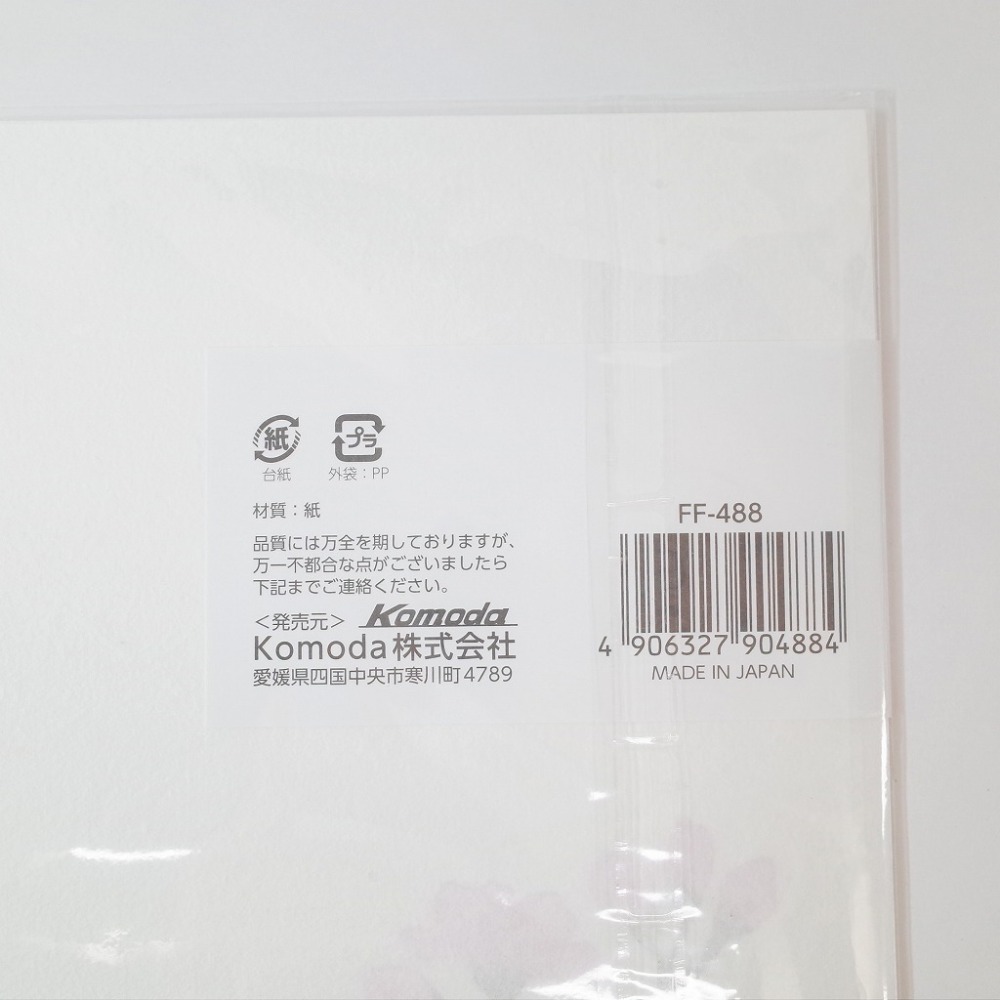 紙 プラ
台紙 外袋：PP
材質：紙
品質には万全を期しておりますが、
万一不都合な点がございましたら
下記までご連絡ください。
＜発売元＞ Komoda
Komoda株式会社
愛媛県四国中央市寒川町4789
FF-488
4 906327 904884
MADE IN JAPAN